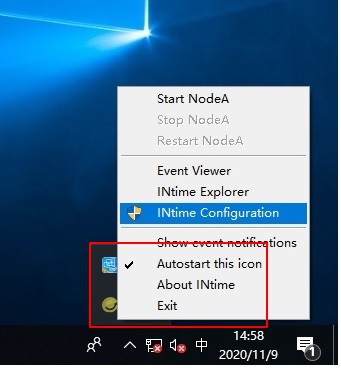 Start NodeA
Stop NodeA
Restart NodeA
Event Viewer
INtime Explorer
INtime Configuration
Show event notifications
Autostart this icon
About INtime
Exit
中
14:58
2020/11/9
1